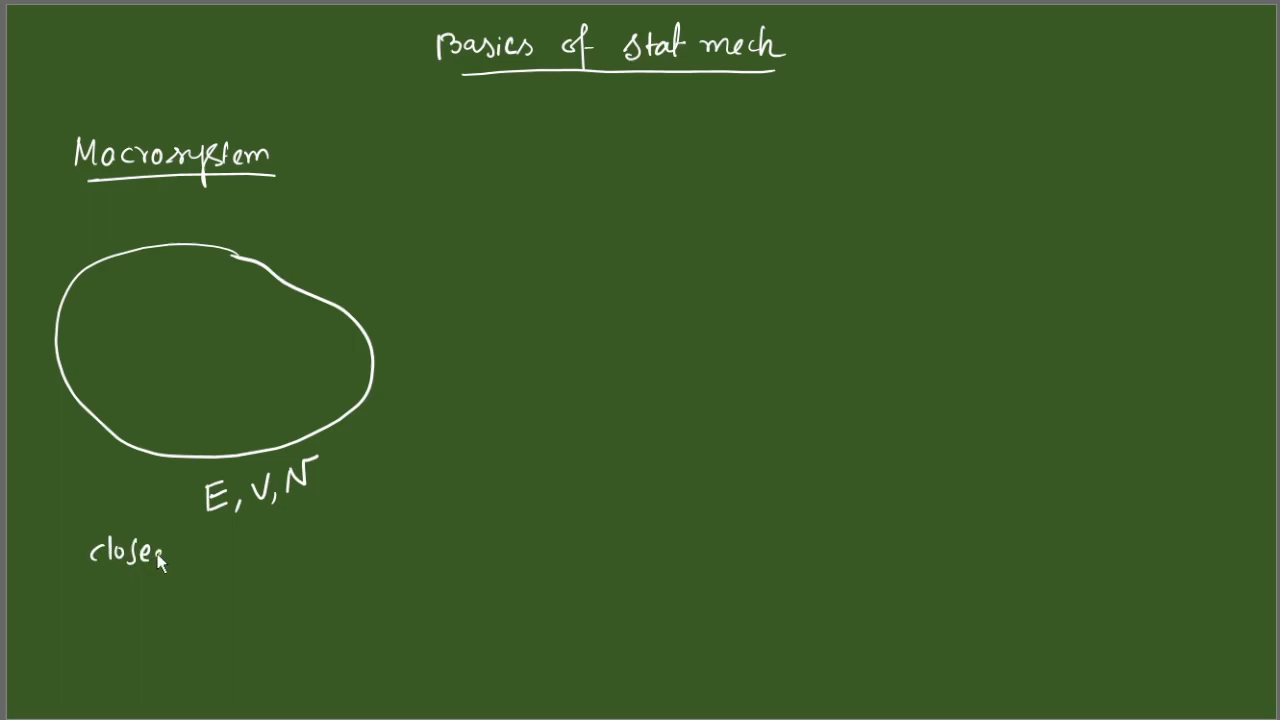 Basics of stat mech
Macrosystem
E, V, N
close